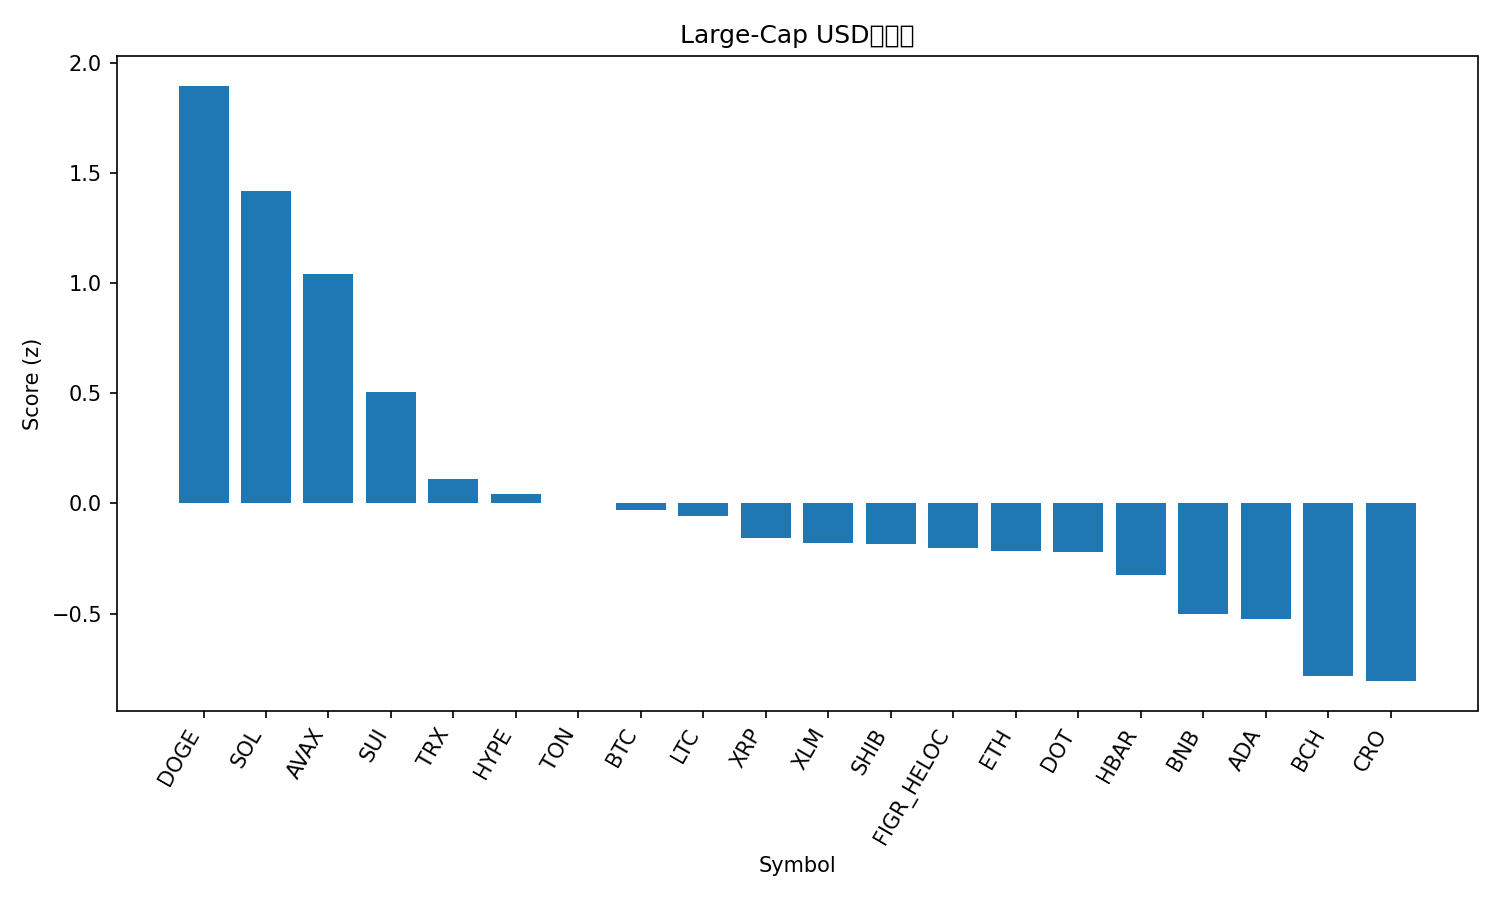 Large-Cap USD
2.0
1.5
1.0
0.5
0.0
−0.5
Score (z)
DOGE
SOL
AVAX
SUI
TRX
HYPE
TON
BTC
LTC
XRP
XLM
SHIB
FIGR_HELOC
ETH
DOT
HBAR
BNB
ADA
BCH
CRO
Symbol